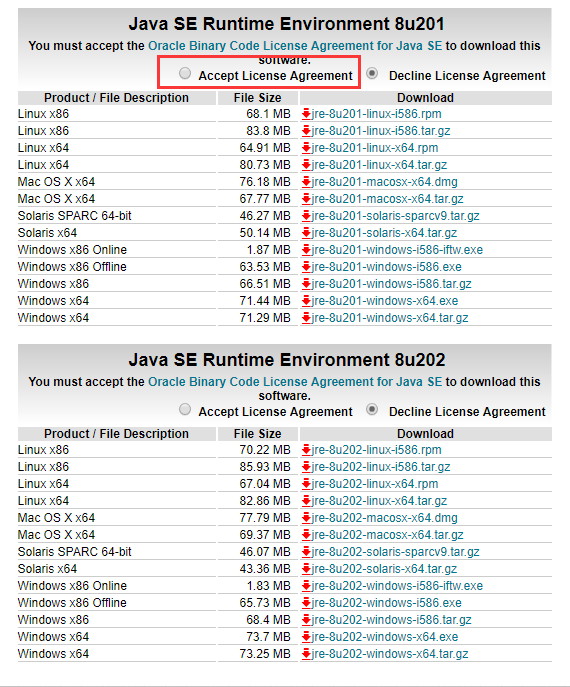 Java SE Runtime Environment 8u201
You must accept the Oracle Binary Code License Agreement for Java SE to download this
software.
Accept License Agreement Decline License Agreement
Product / File Description File Size Download
Linux x86 68.1 MB jre-8u201-linux-i586.rpm
Linux x86 83.8 MB jre-8u201-linux-i586.tar.gz
Linux x64 64.91 MB jre-8u201-linux-x64.rpm
Linux x64 80.73 MB jre-8u201-linux-x64.tar.gz
Mac OS X x64 76.18 MB jre-8u201-macosx-x64.dmg
Mac OS X x64 67.77 MB jre-8u201-macosx-x64.tar.gz
Solaris SPARC 64-bit 46.27 MB jre-8u201-solaris-sparcv9.tar.gz
Solaris x64 50.14 MB jre-8u201-solaris-x64.tar.gz
Windows x86 Online 1.87 MB jre-8u201-windows-i586-iftw.exe
Windows x86 Offline 63.53 MB jre-8u201-windows-i586.exe
Windows x86 66.51 MB jre-8u201-windows-i586.tar.gz
Windows x64 71.44 MB jre-8u201-windows-x64.exe
Windows x64 71.29 MB jre-8u201-windows-x64.tar.gz
Java SE Runtime Environment 8u202
You must accept the Oracle Binary Code License Agreement for Java SE to download this
software.
Accept License Agreement Decline License Agreement
Product / File Description File Size Download
Linux x86 70.22 MB jre-8u202-linux-i586.rpm
Linux x86 85.93 MB jre-8u202-linux-i586.tar.gz
Linux x64 67.04 MB jre-8u202-linux-x64.rpm
Linux x64 82.86 MB jre-8u202-linux-x64.tar.gz
Mac OS X x64 77.79 MB jre-8u202-macosx-x64.dmg
Mac OS X x64 69.37 MB jre-8u202-macosx-x64.tar.gz
Solaris SPARC 64-bit 46.07 MB jre-8u202-solaris-sparcv9.tar.gz
Solaris x64 43.36 MB jre-8u202-solaris-x64.tar.gz
Windows x86 Online 1.83 MB jre-8u202-windows-i586-iftw.exe
Windows x86 Offline 65.73 MB jre-8u202-windows-i586.exe
Windows x86 68.4 MB jre-8u202-windows-i586.tar.gz
Windows x64 73.7 MB jre-8u202-windows-x64.exe
Windows x64 73.25 MB jre-8u202-windows-x64.tar.gz